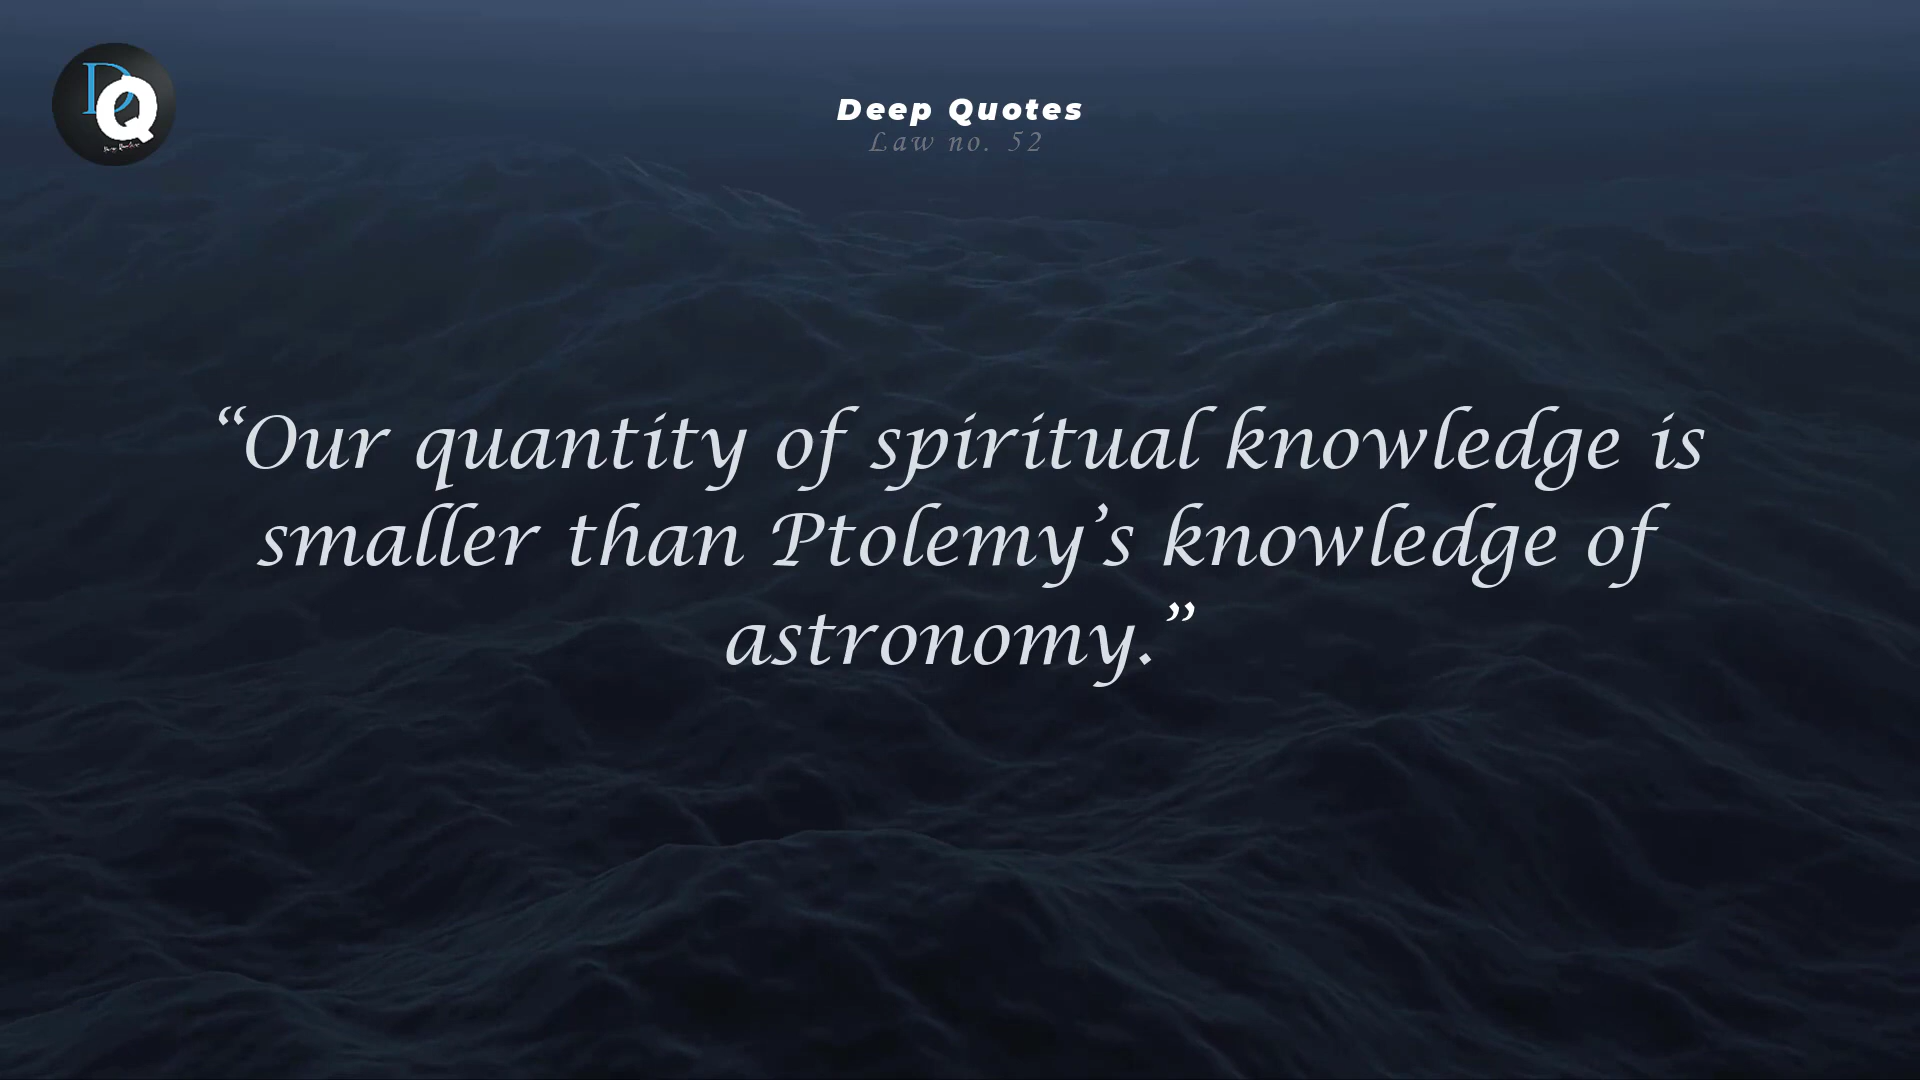 DQ
Deep Quotes
Law no. 52
“Our quantity of spiritual knowledge is
smaller than Ptolemy’s knowledge of
astronomy.”